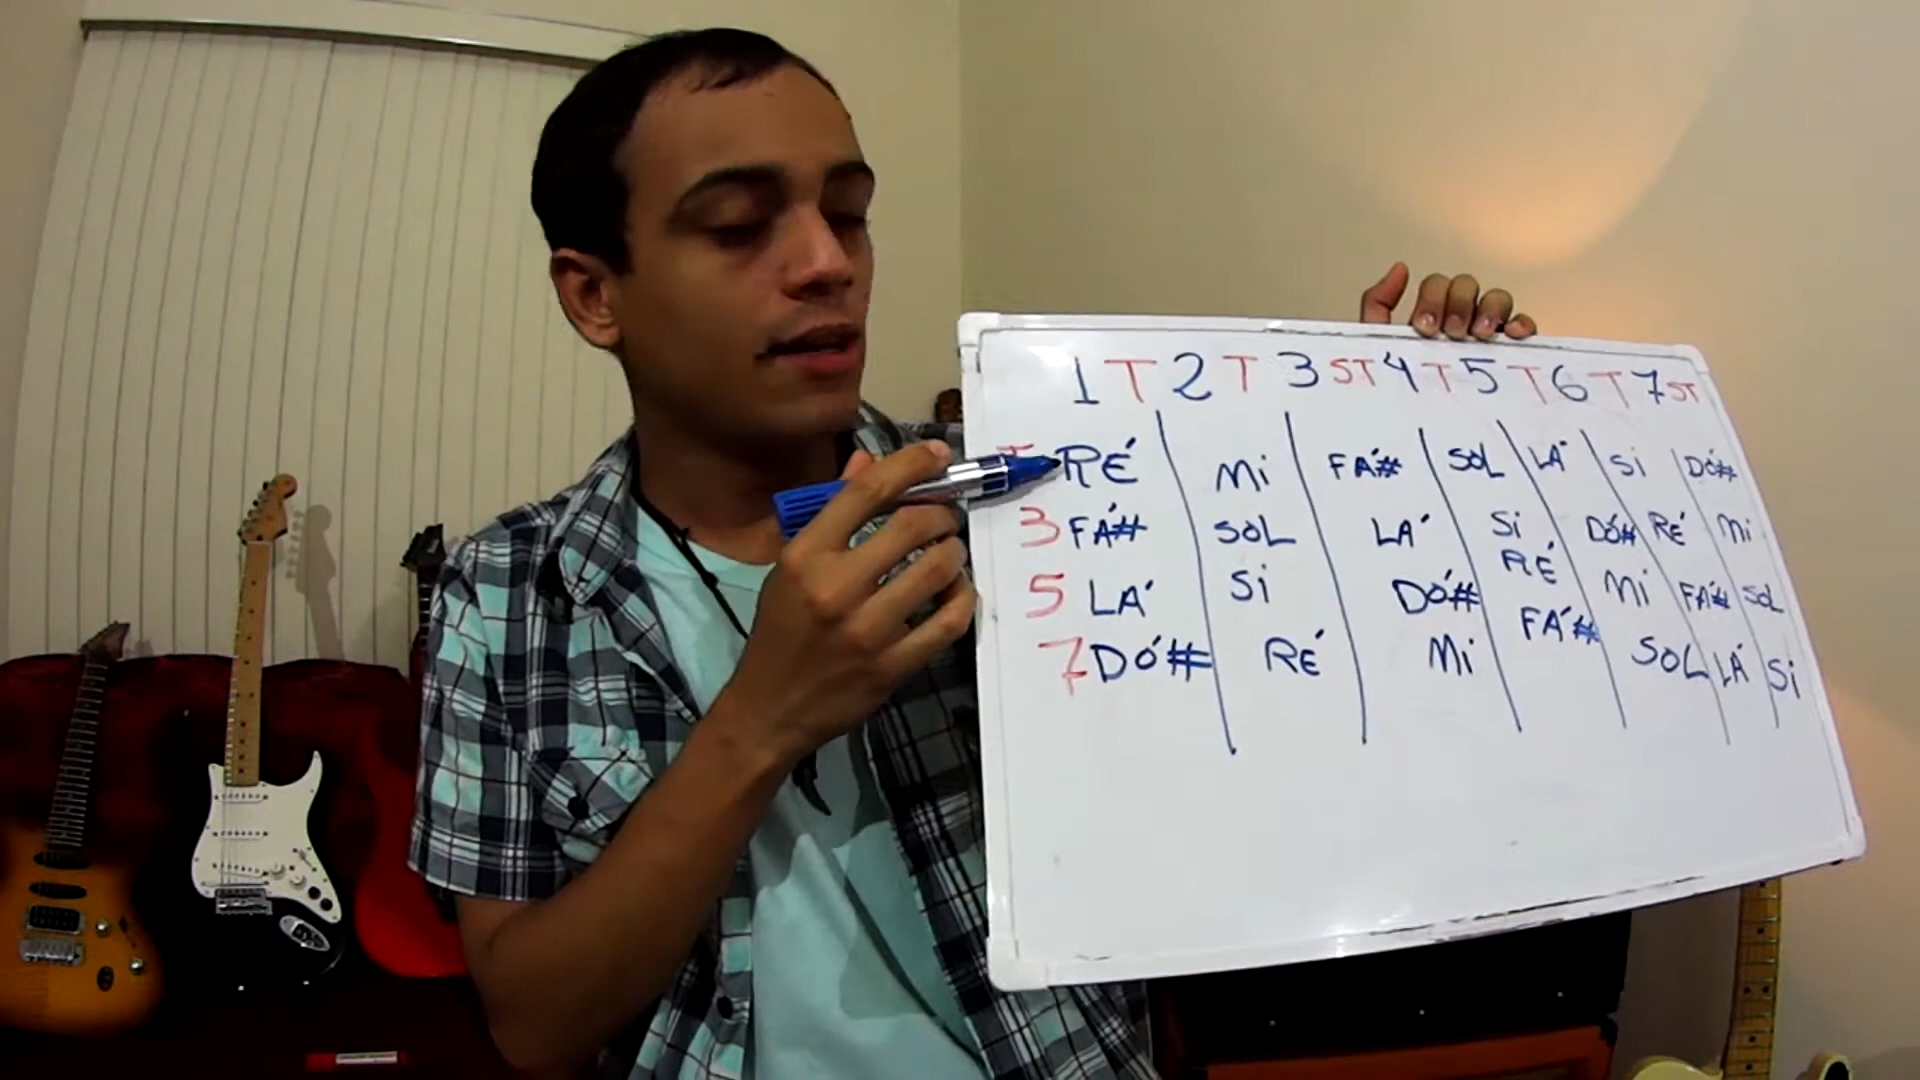 1 T 2 T 3 ST 4 T 5 T 6 T 7 ST
RÉ Mi FÁ# SOL LÁ Si DÓ#
3 FÁ# SOL LÁ Si DÓ# RÉ Mi
5 LÁ Si DÓ# RÉ Mi FÁ# SOL
7 DÓ# RÉ Mi FÁ# SOL LÁ Si